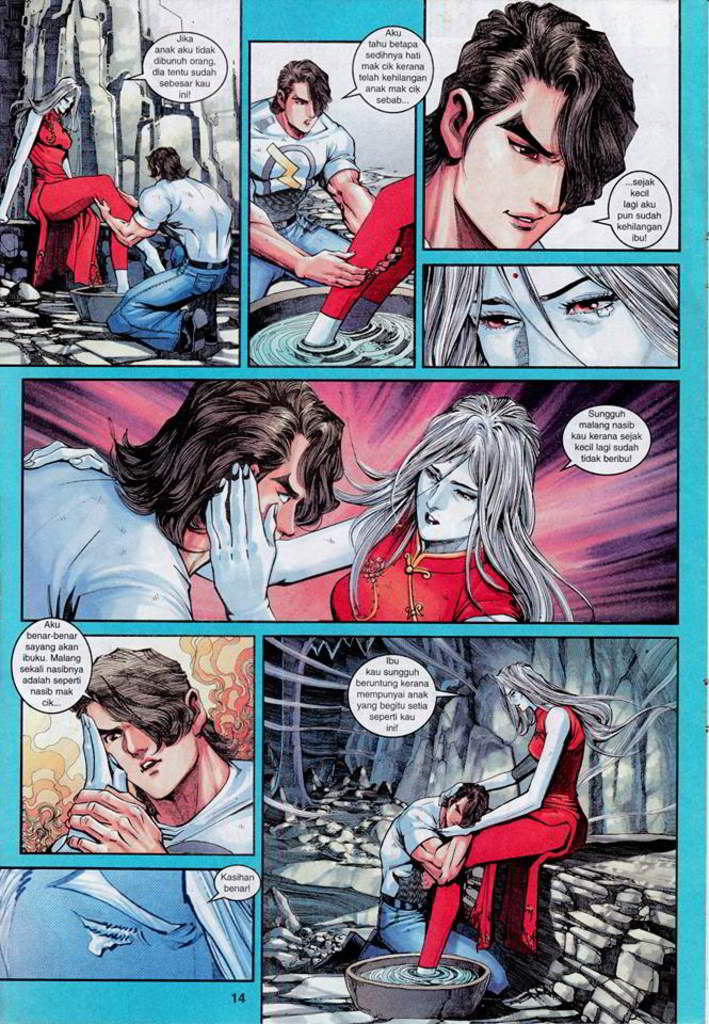 Jika
anak aku tidak
dibunuh orang,
dia tentu sudah
sebesar kau
ini!
Aku
tahu betapa
sedihnya hati
mak cik kerana
telah kehilangan
anak mak cik
sebab...
...sejak
kecil
lagi aku
pun sudah
kehilangan
ibu!
Sungguh
malang nasib
kau kerana sejak
kecil lagi sudah
tidak beribu!
Aku
benar-benar
sayang akan
ibuku. Malang
sekali nasibnya
adalah seperti
nasib mak
cik...
Ibu
kau sungguh
beruntung kerana
mempunyai anak
yang begitu setia
seperti kau
ini!
Kasihan
benar!
14